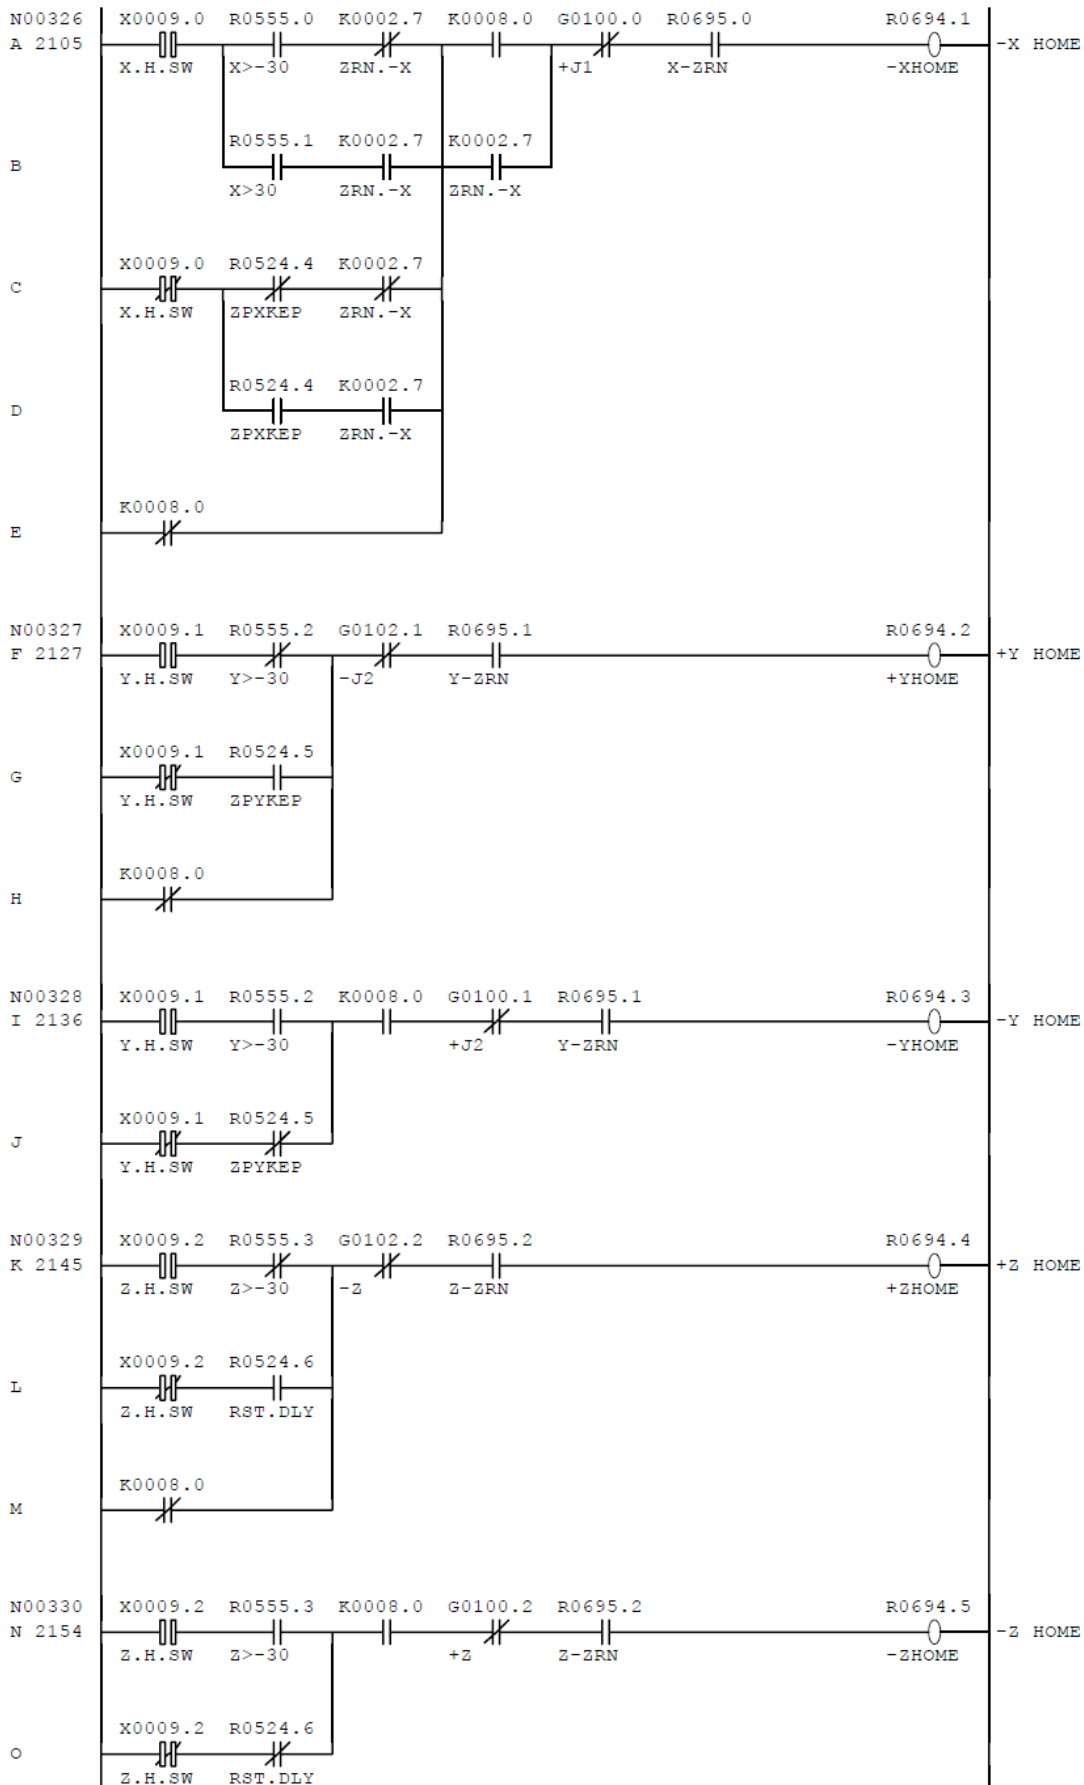 N00326 X0009.0 R0555.0 K0002.7 K0008.0 G0100.0 R0695.0 R0694.1
A 2105 -X HOME
X.H.SW X>-30 ZRN.-X +J1 X-ZRN -XHOME
R0555.1 K0002.7 K0002.7
B
X>30 ZRN.-X ZRN.-X
X0009.0 R0524.4 K0002.7
C
X.H.SW ZPXKEP ZRN.-X
R0524.4 K0002.7
D
ZPXKEP ZRN.-X
K0008.0
E
N00327 X0009.1 R0555.2 G0102.1 R0695.1 R0694.2
F 2127 +Y HOME
Y.H.SW Y>-30 -J2 Y-ZRN +YHOME
X0009.1 R0524.5
G
Y.H.SW ZPYKEP
K0008.0
H
N00328 X0009.1 R0555.2 K0008.0 G0100.1 R0695.1 R0694.3
I 2136 -Y HOME
Y.H.SW Y>-30 +J2 Y-ZRN -YHOME
X0009.1 R0524.5
J
Y.H.SW ZPYKEP
N00329 X0009.2 R0555.3 G0102.2 R0695.2 R0694.4
K 2145 +Z HOME
Z.H.SW Z>-30 -Z Z-ZRN +ZHOME
X0009.2 R0524.6
L
Z.H.SW RST.DLY
K0008.0
M
N00330 X0009.2 R0555.3 K0008.0 G0100.2 R0695.2 R0694.5
N 2154 -Z HOME
Z.H.SW Z>-30 +Z Z-ZRN -ZHOME
X0009.2 R0524.6
O
Z.H.SW RST.DLY